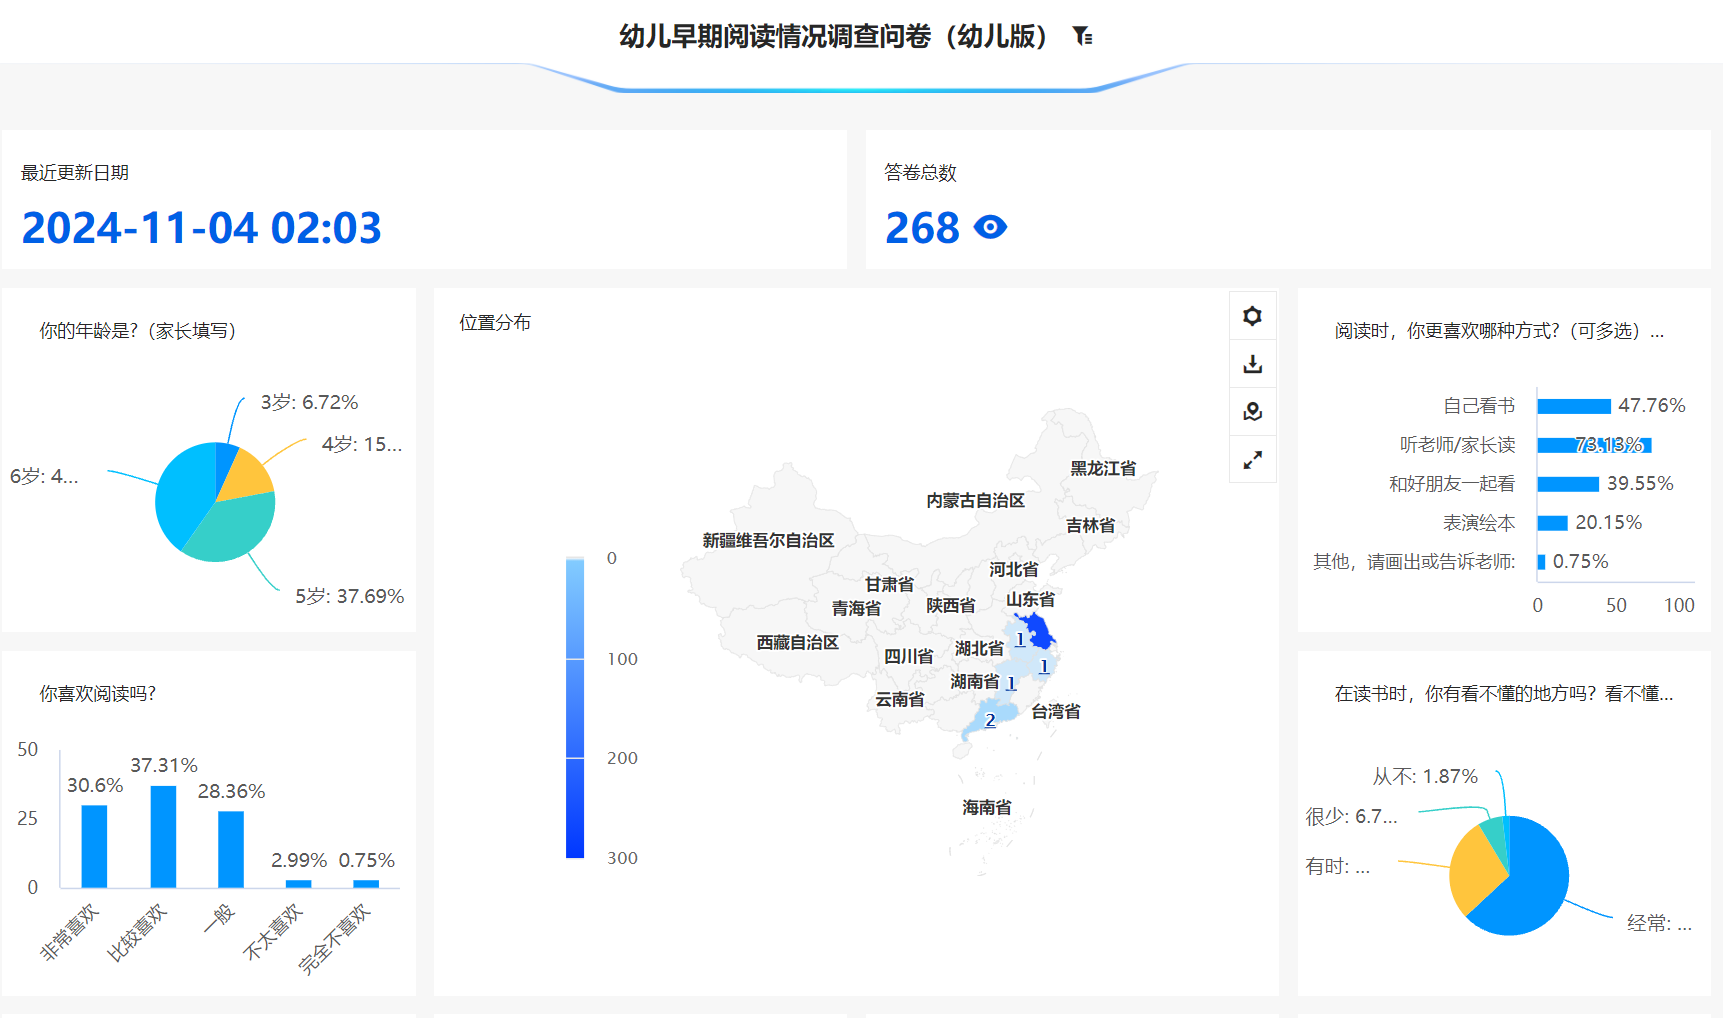 幼儿早期阅读情况调查问卷（幼儿版）
最近更新日期
2024-11-04 02:03
答卷总数
268
你的年龄是?（家长填写）
3岁: 6.72%
4岁: 15...
6岁: 4...
5岁: 37.69%
位置分布
0
100
200
300
黑龙江省
内蒙古自治区
吉林省
新疆维吾尔自治区
河北省
甘肃省
山东省
青海省
陕西省
西藏自治区
1
湖北省
四川省
1
湖南省
1
云南省
台湾省
2
海南省
阅读时，你更喜欢哪种方式?（可多选）...
自己看书 47.76%
听老师/家长读 73.13%
和好朋友一起看 39.55%
表演绘本 20.15%
其他，请画出或告诉老师: 0.75%
0 50 100
你喜欢阅读吗?
50
25
0
30.6%
37.31%
28.36%
2.99%
0.75%
非常喜欢
比较喜欢
一般
不太喜欢
完全不喜欢
在读书时，你有看不懂的地方吗? 看不懂...
从不: 1.87%
很少: 6.7...
有时: ...
经常: ...